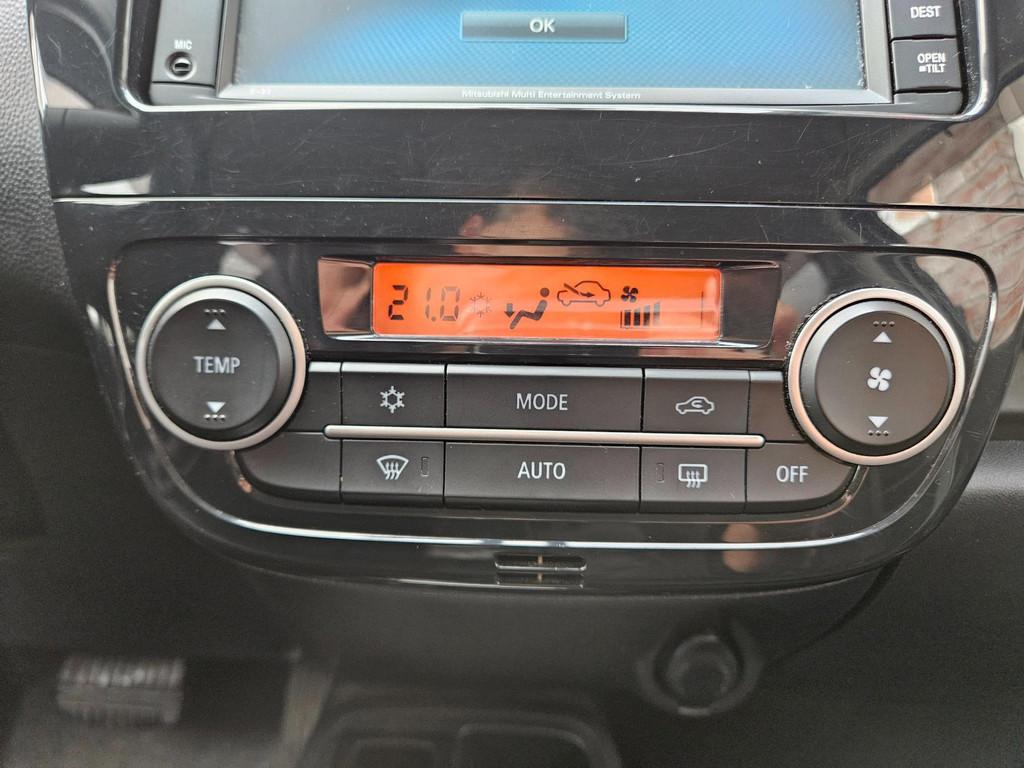 OK
DEST
MIC
OPEN
TILT
Mitsubishi Multi Entertainment System
21.0
TEMP
MODE
AUTO
OFF